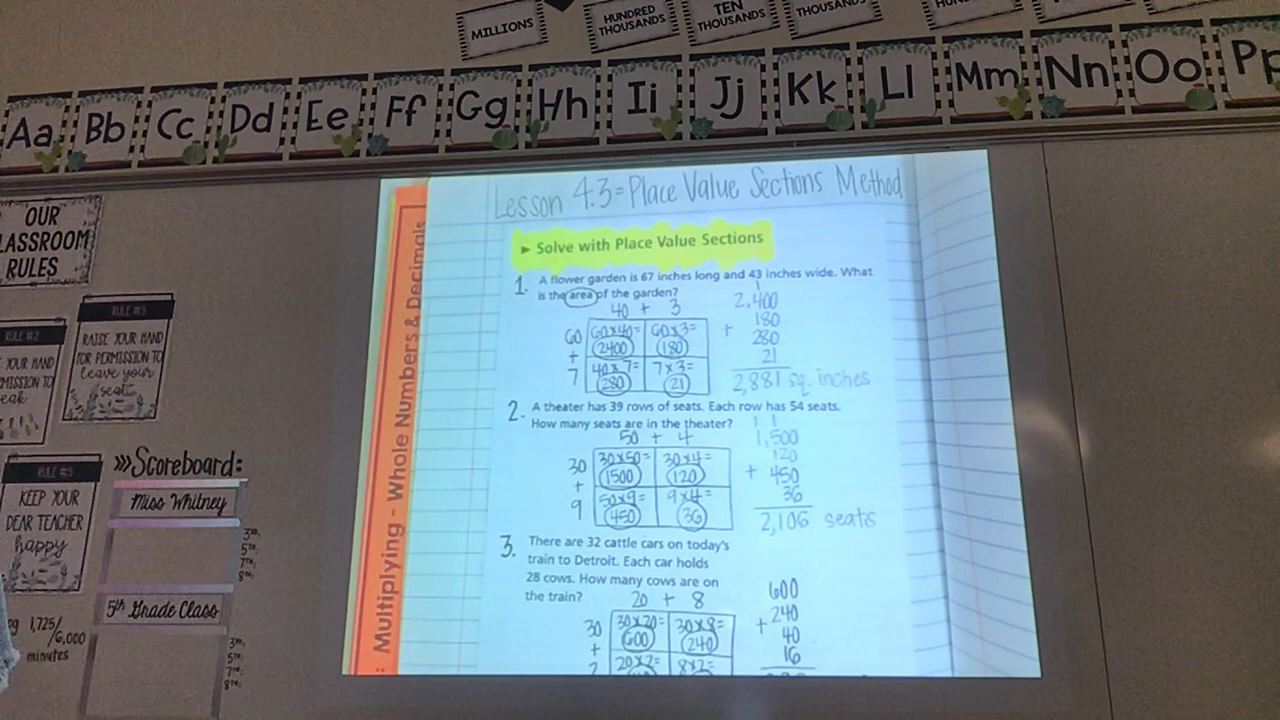 MILLIONS
HUNDRED THOUSANDS
TEN THOUSANDS
THOUSANDS
Aa Bb Cc Dd Ee Ff Gg Hh Ii Jj Kk Ll Mm Nn Oo Pp
OUR
CLASSROOM
RULES
RULE #3
RAISE YOUR HAND
FOR PERMISSION TO
leave your
seat
RULE #5
KEEP YOUR
DEAR TEACHER
happy
1,725/
6,000
minutes
>>>Scoreboard:
Miss Whitney
5th Grade Class
Multiplying - Whole Numbers & Decimals
Lesson 4.3 = Place Value Sections Method
► Solve with Place Value Sections
1. A flower garden is 67 inches long and 43 inches wide. What
is the area of the garden?
40 + 3
60 + 7
60x40= 2400
60x3= 180
40x7= 280
7x3= 21
1
2,400
180
+ 280
21
2,881 sq. inches
2. A theater has 39 rows of seats. Each row has 54 seats.
How many seats are in the theater?
50 + 4
30 + 9
30x50= 1500
30x4= 120
50x9= 450
9x4= 36
1 1
1,500
120
+ 450
36
2,106 seats
3. There are 32 cattle cars on today's
train to Detroit. Each car holds
28 cows. How many cows are on
the train?
20 + 8
30 +
30x20= 600
30x8= 240
20x2=
8x2=
600
+ 240
40
16